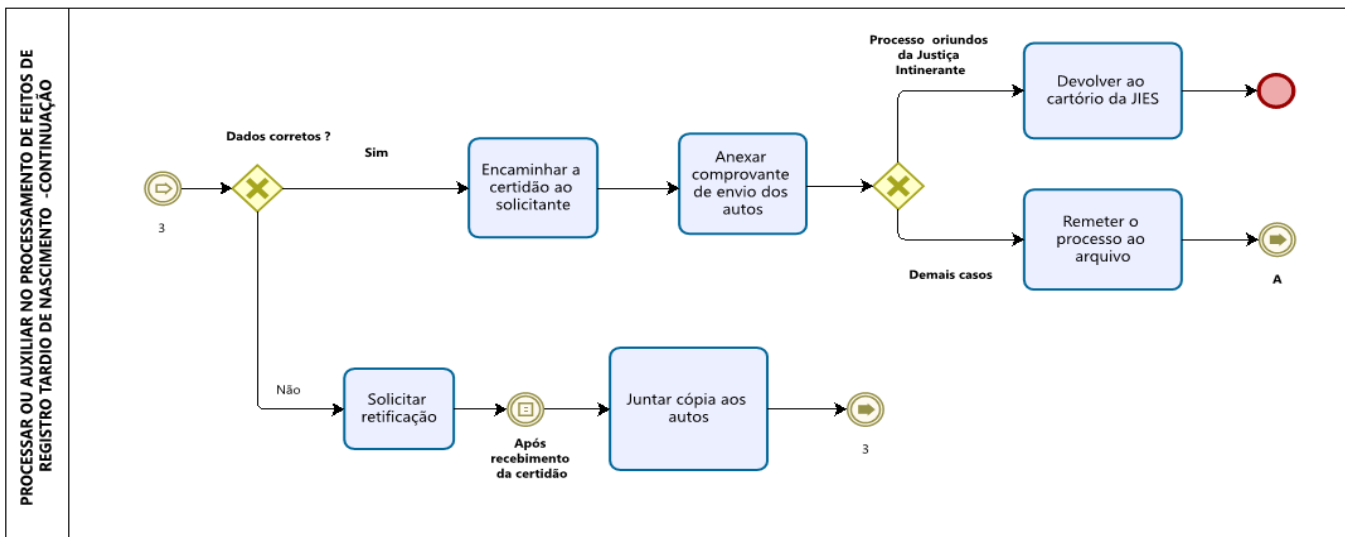 PROCESSAR OU AUXILIAR NO PROCESSAMENTO DE FEITOS DE
REGISTRO TARDIO DE NASCIMENTO -CONTINUAÇÃO
3
Dados corretos ?
Sim
Encaminhar a
certidão ao
solicitante
Anexar
comprovante
de envio dos
autos
Processo oriundos
da Justiça
Intinerante
Devolver ao
cartório da JIES
Demais casos
Remeter o
processo ao
arquivo
A
Não
Solicitar
retificação
Após
recebimento
da certidão
Juntar cópia aos
autos
3